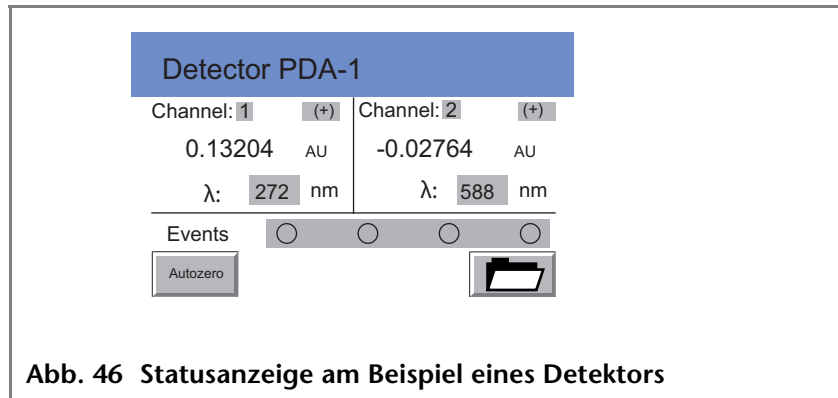 Detector PDA-1
Channel: 1 (+) Channel: 2 (+)
0.13204 AU -0.02764 AU
λ: 272 nm λ: 588 nm
Events
Autozero
Abb. 46 Statusanzeige am Beispiel eines Detektors